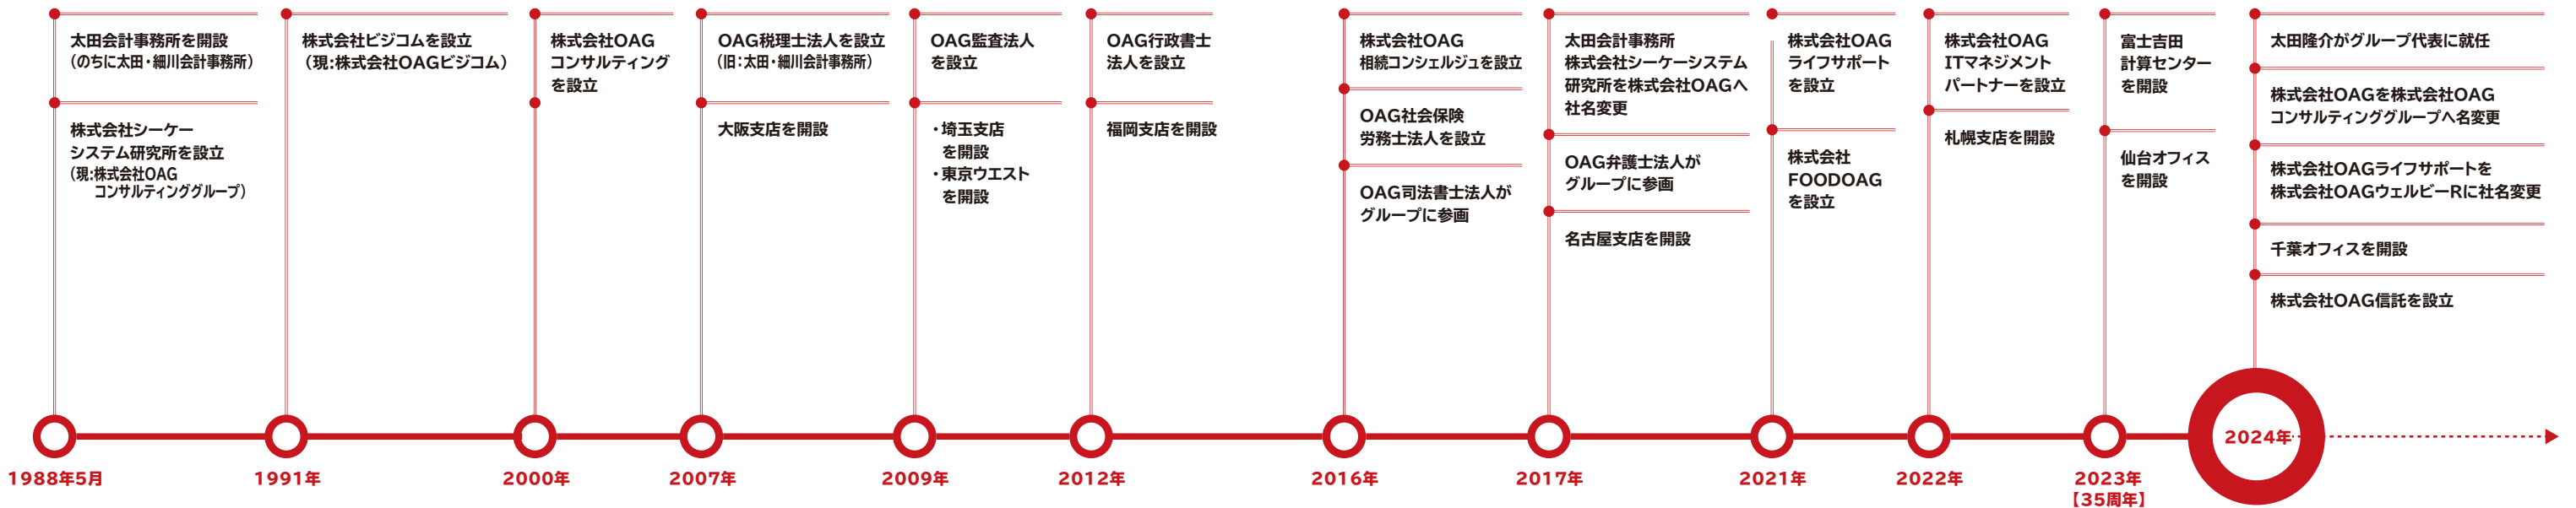 太田会計事務所を開設
（のちに太田・細川会計事務所）
株式会社シーケー
システム研究所を設立
（現:株式会社OAG
コンサルティンググループ）
1988年5月
株式会社ビジコムを設立
（現:株式会社OAGビジコム）
1991年
株式会社OAG
コンサルティング
を設立
2000年
OAG税理士法人を設立
（旧:太田・細川会計事務所）
大阪支店を開設
2007年
OAG監査法人
を設立
・埼玉支店
を開設
・東京ウエスト
を開設
2009年
OAG行政書士
法人を設立
福岡支店を開設
2012年
株式会社OAG
相続コンシェルジュを設立
OAG社会保険
労務士法人を設立
OAG司法書士法人が
グループに参画
2016年
太田会計事務所
株式会社シーケーシステム
研究所を株式会社OAGへ
社名変更
OAG弁護士法人が
グループに参画
名古屋支店を開設
2017年
株式会社OAG
ライフサポート
を設立
株式会社
FOODOAG
を設立
2021年
株式会社OAG
ITマネジメント
パートナーを設立
札幌支店を開設
2022年
富士吉田
計算センター
を開設
仙台オフィス
を開設
2023年
【35周年】
太田隆介がグループ代表に就任
株式会社OAGを株式会社OAG
コンサルティンググループへ名変更
株式会社OAGライフサポートを
株式会社OAGウェルビーRに社名変更
千葉オフィスを開設
株式会社OAG信託を設立
2024年